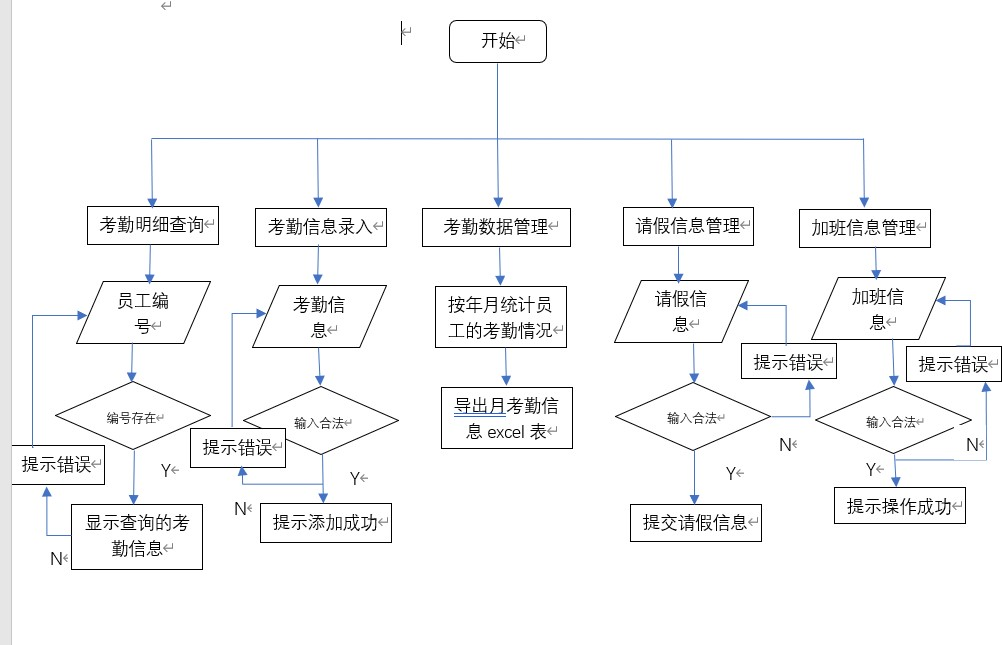 开始
考勤明细查询
考勤信息录入
考勤数据管理
请假信息管理
加班信息管理
员工编
号
考勤信
息
按年月统计员
工的考勤情况
请假信
息
加班信
息
提示错误
提示错误
编号存在
输入合法
导出月考勤信
息 excel 表
输入合法
输入合法
提示错误
提示错误
Y
Y
N
Y
N
Y
N
显示查询的考
勤信息
N
提示添加成功
提交请假信息
提示操作成功